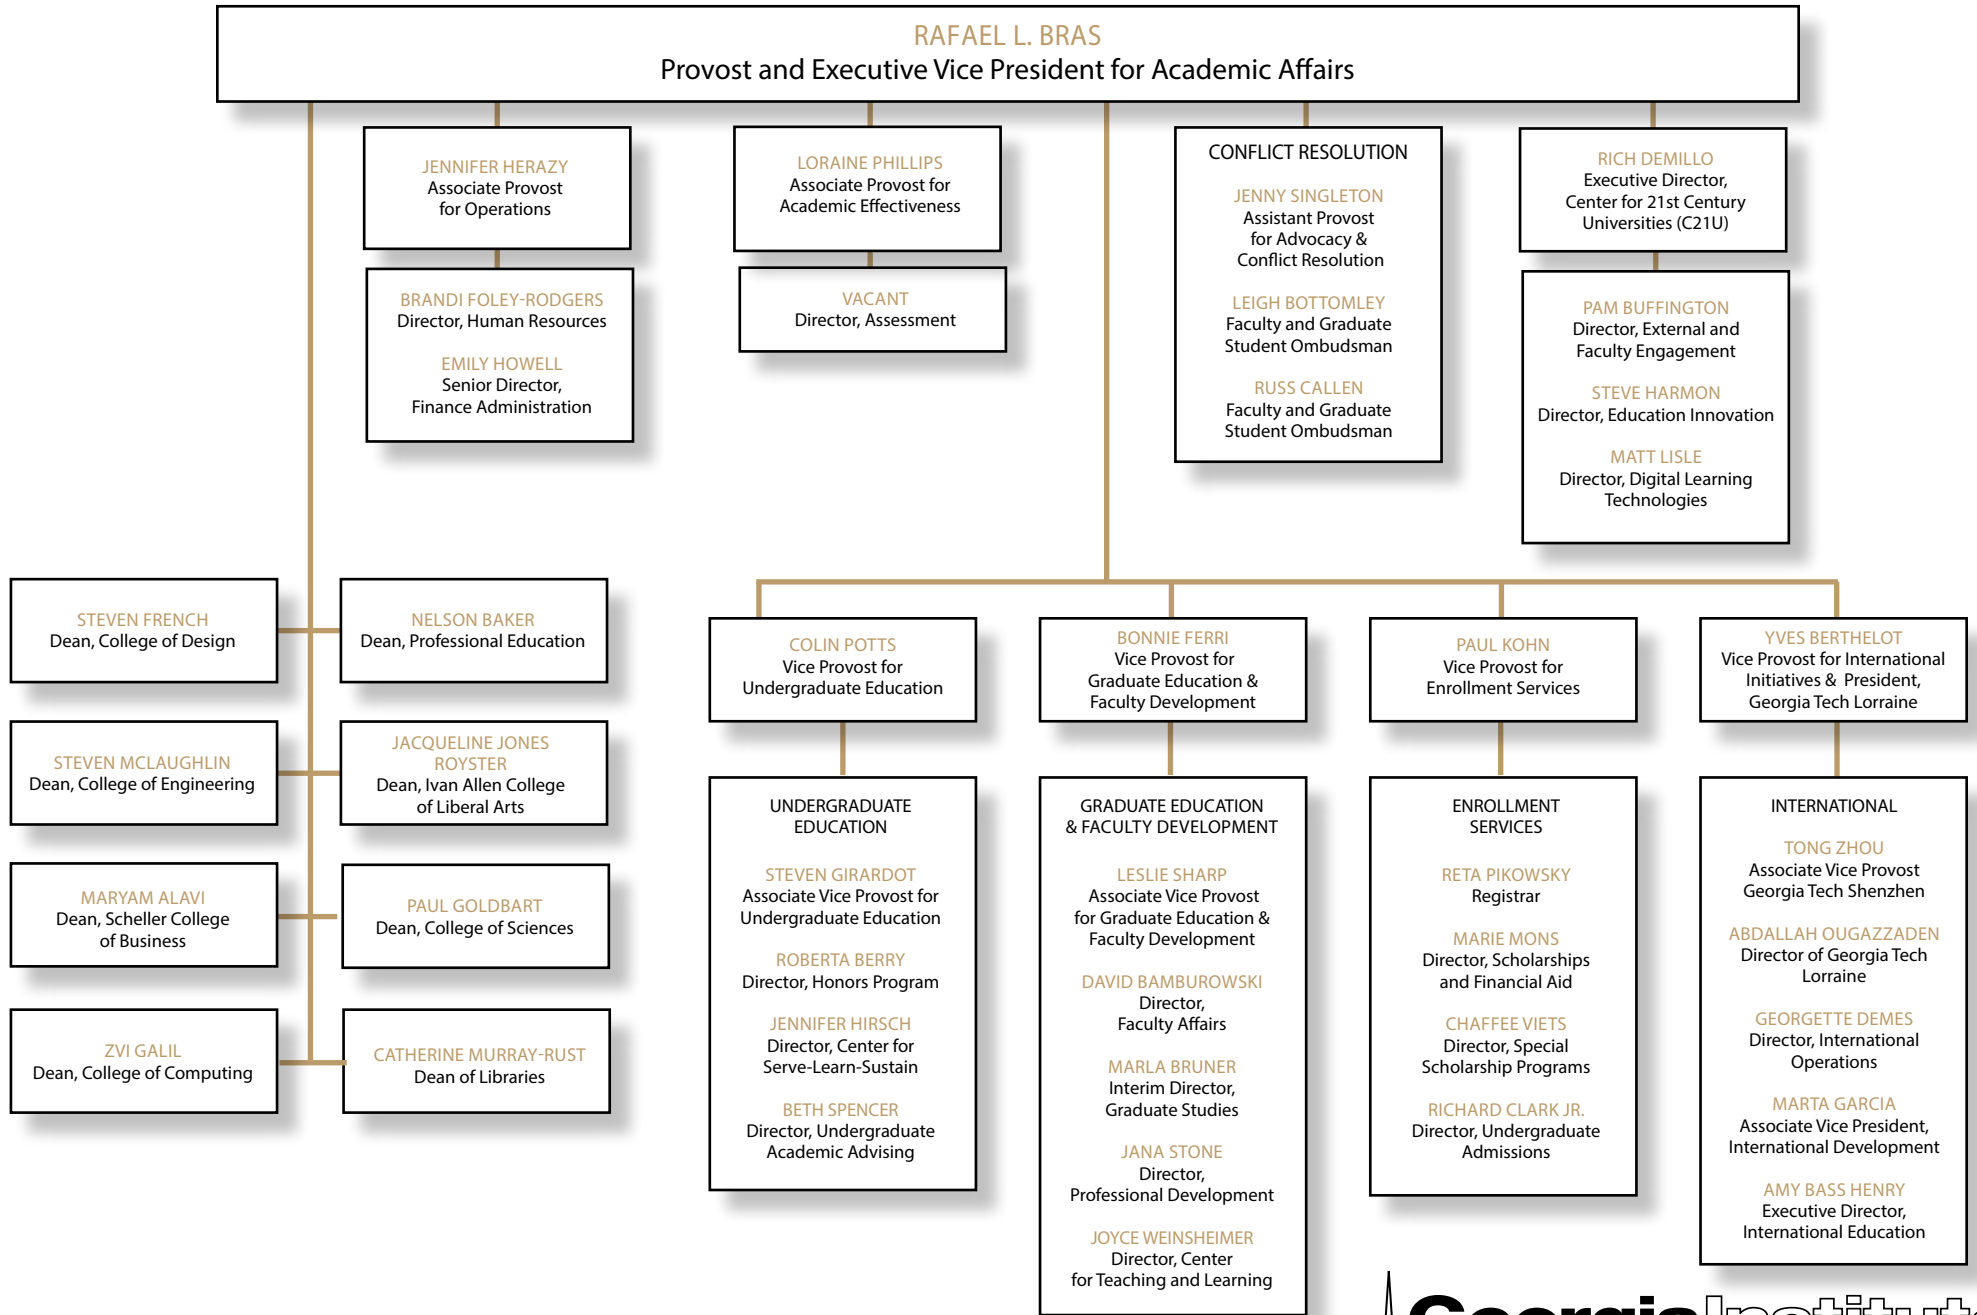 RAFAEL L. BRAS
Provost and Executive Vice President for Academic Affairs
JENNIFER HERAZY
Associate Provost
for Operations
BRANDI FOLEY-RODGERS
Director, Human Resources
EMILY HOWELL
Senior Director,
Finance Administration
LORAINE PHILLIPS
Associate Provost for
Academic Effectiveness
VACANT
Director, Assessment
CONFLICT RESOLUTION
JENNY SINGLETON
Assistant Provost
for Advocacy &
Conflict Resolution
LEIGH BOTTOMLEY
Faculty and Graduate
Student Ombudsman
RUSS CALLEN
Faculty and Graduate
Student Ombudsman
RICH DEMILLO
Executive Director,
Center for 21st Century
Universities (C21U)
PAM BUFFINGTON
Director, External and
Faculty Engagement
STEVE HARMON
Director, Education Innovation
MATT LISLE
Director, Digital Learning
Technologies
STEVEN FRENCH
Dean, College of Design
NELSON BAKER
Dean, Professional Education
STEVEN MCLAUGHLIN
Dean, College of Engineering
JACQUELINE JONES
ROYSTER
Dean, Ivan Allen College
of Liberal Arts
MARYAM ALAVI
Dean, Scheller College
of Business
PAUL GOLDBART
Dean, College of Sciences
ZVI GALIL
Dean, College of Computing
CATHERINE MURRAY-RUST
Dean of Libraries
COLIN POTTS
Vice Provost for
Undergraduate Education
UNDERGRADUATE
EDUCATION
STEVEN GIRARDOT
Associate Vice Provost for
Undergraduate Education
ROBERTA BERRY
Director, Honors Program
JENNIFER HIRSCH
Director, Center for
Serve-Learn-Sustain
BETH SPENCER
Director, Undergraduate
Academic Advising
BONNIE FERRI
Vice Provost for
Graduate Education &
Faculty Development
GRADUATE EDUCATION
& FACULTY DEVELOPMENT
LESLIE SHARP
Associate Vice Provost
for Graduate Education &
Faculty Development
DAVID BAMBUROWSKI
Director,
Faculty Affairs
MARLA BRUNER
Interim Director,
Graduate Studies
JANA STONE
Director,
Professional Development
JOYCE WEINSHEIMER
Director, Center
for Teaching and Learning
PAUL KOHN
Vice Provost for
Enrollment Services
ENROLLMENT
SERVICES
RETA PIKOWSKY
Registrar
MARIE MONS
Director, Scholarships
and Financial Aid
CHAFFEE VIETS
Director, Special
Scholarship Programs
RICHARD CLARK JR.
Director, Undergraduate
Admissions
YVES BERTHELOT
Vice Provost for International
Initiatives & President,
Georgia Tech Lorraine
INTERNATIONAL
TONG ZHOU
Associate Vice Provost
Georgia Tech Shenzhen
ABDALLAH OUGAZZADEN
Director of Georgia Tech
Lorraine
GEORGETTE DEMES
Director, International
Operations
MARTA GARCIA
Associate Vice President,
International Development
AMY BASS HENRY
Executive Director,
International Education
Georgia Institute